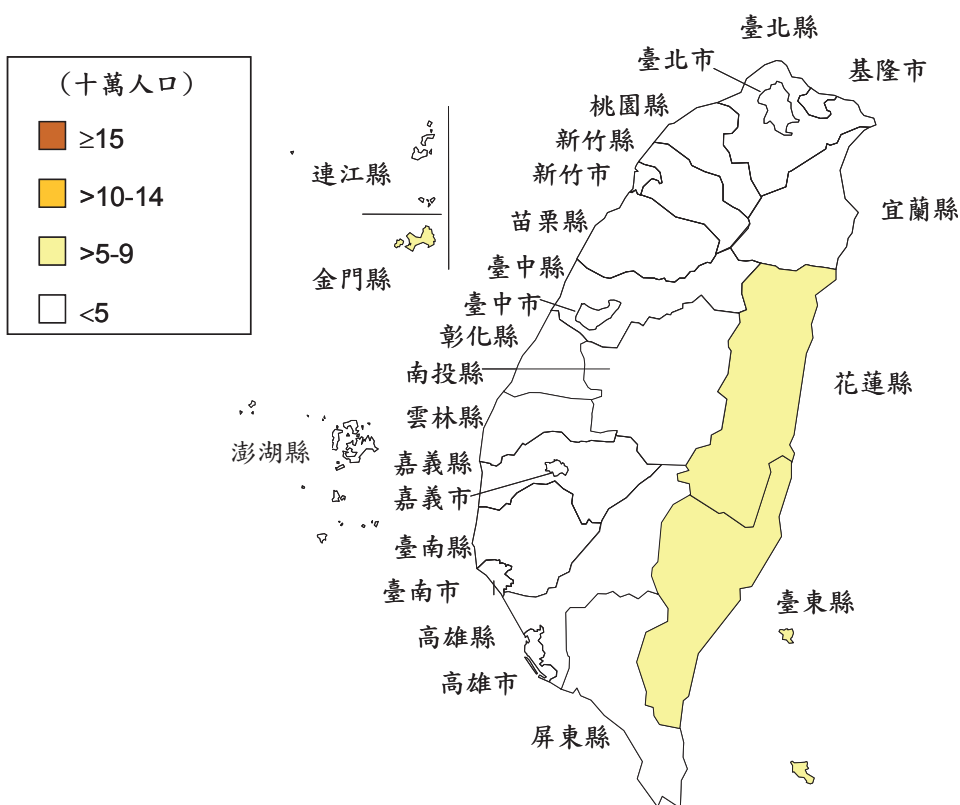 (十萬人口)
≥15
>10-14
>5-9
<5
臺北縣
臺北市
基隆市
桃園縣
新竹縣
連江縣
新竹市
宜蘭縣
苗栗縣
臺中縣
金門縣
臺中市
彰化縣
南投縣
花蓮縣
雲林縣
澎湖縣
嘉義縣
嘉義市
臺南縣
臺南市
臺東縣
高雄縣
高雄市
屏東縣